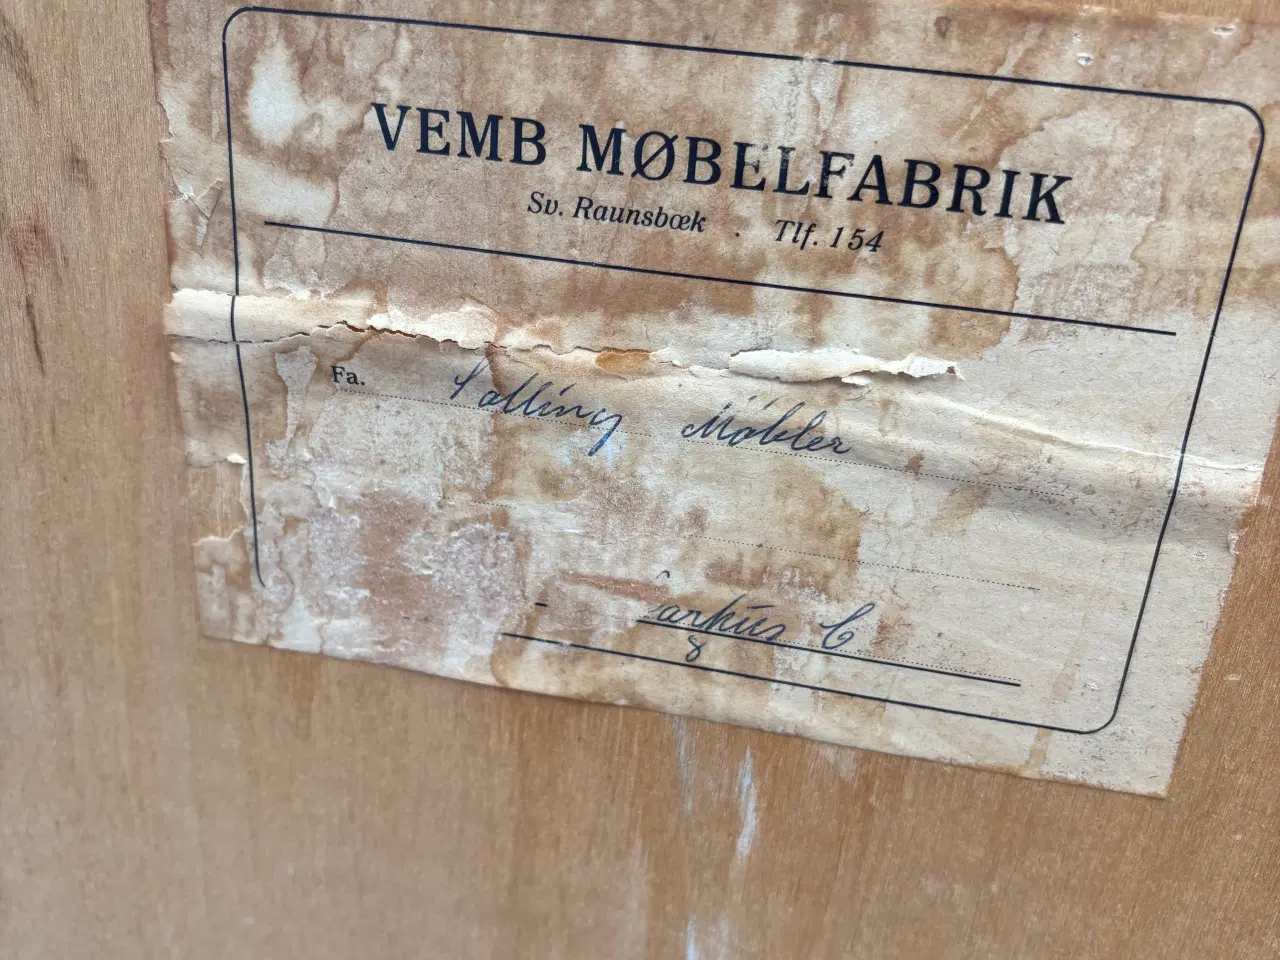 VEMB MØBELFABRIK
Sv. Raunsbæk . Tlf. 154
Fa. Salling Møbler
Aarhus C